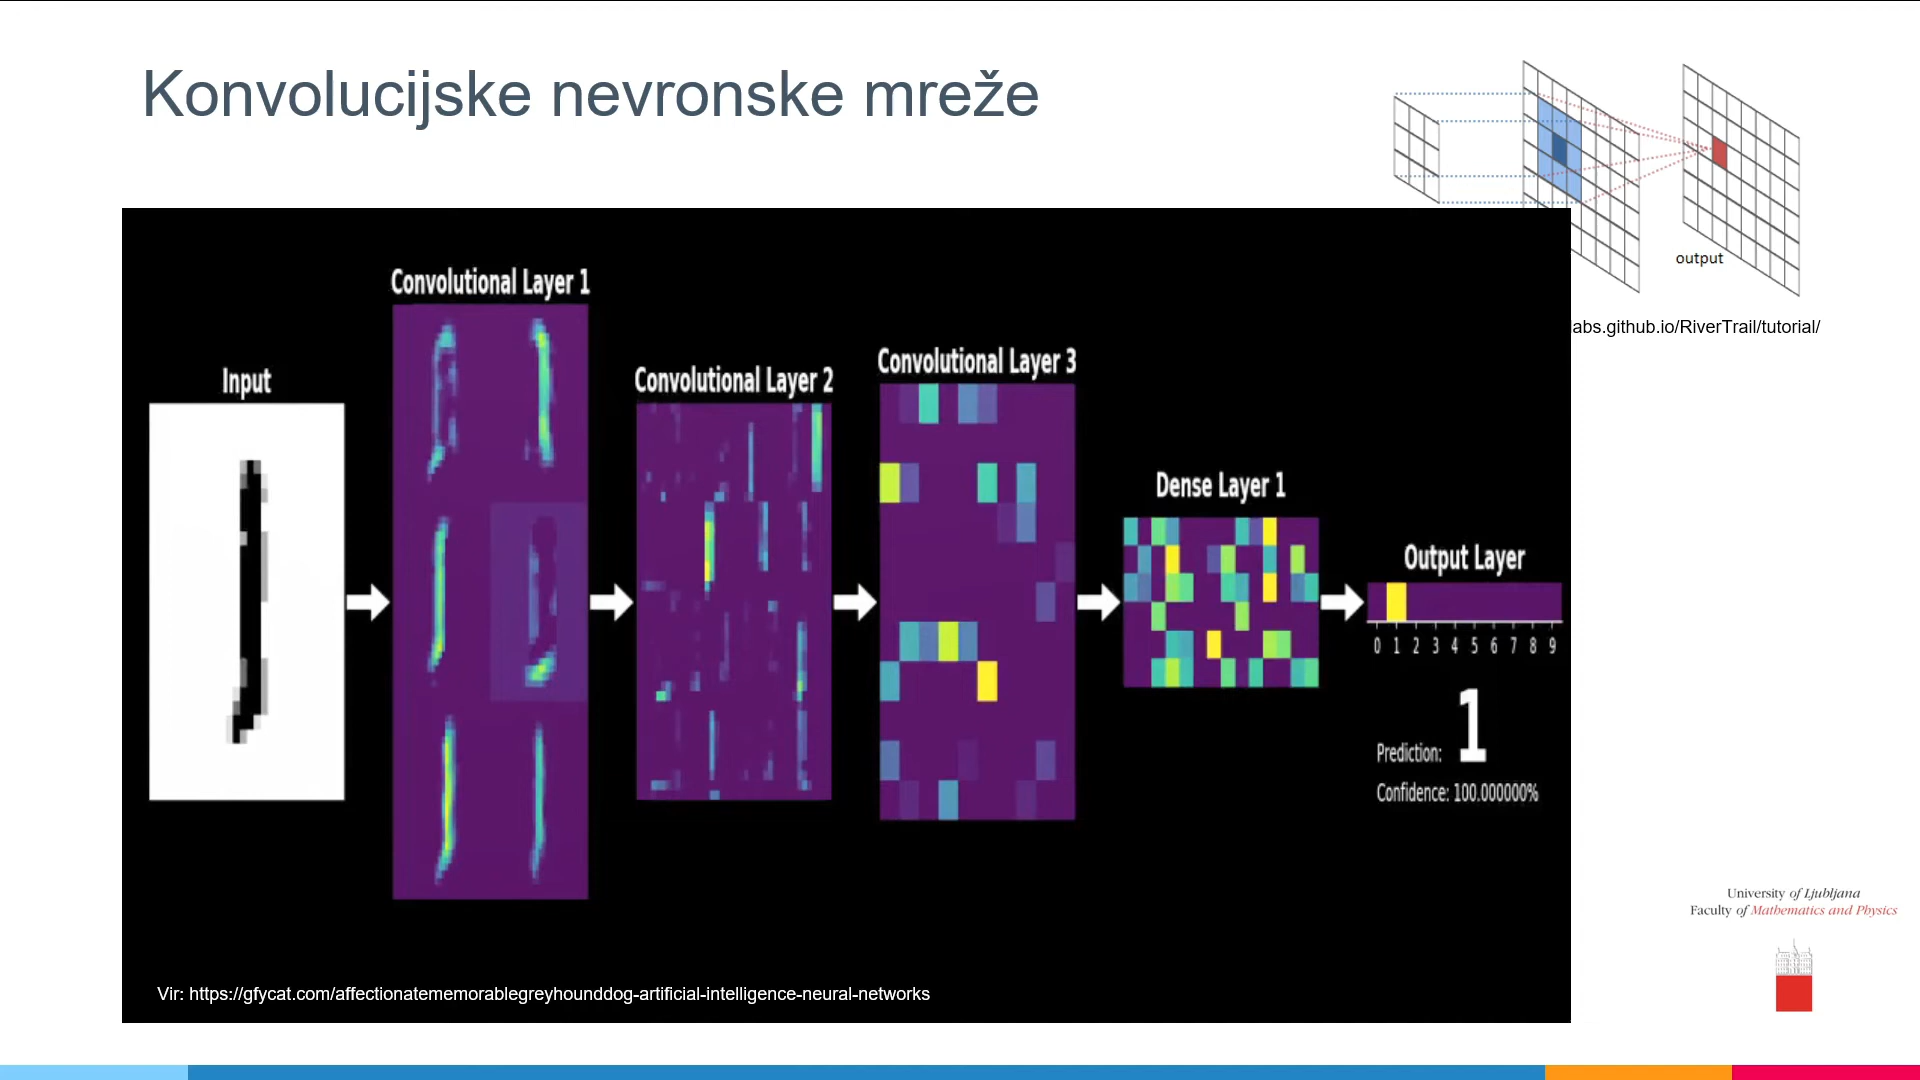 Konvolucijske nevronske mreže
output
labs.github.io/RiverTrail/tutorial/
Convolutional Layer 1
Input
Convolutional Layer 2
Convolutional Layer 3
Dense Layer 1
Output Layer
0 1 2 3 4 5 6 7 8 9
Prediction: 1
Confidence: 100.000000%
Vir: https://gfycat.com/affectionatememorablegreyhounddog-artificial-intelligence-neural-networks
University of Ljubljana
Faculty of Mathematics and Physics